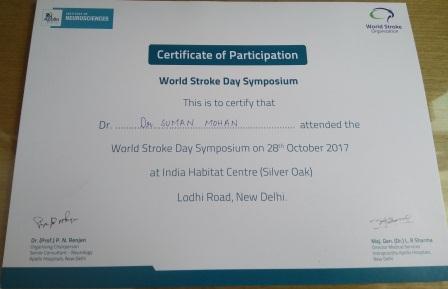 INSTITUTE OF
NEUROSCIENCES
World Stroke
Organization
Certificate of Participation
World Stroke Day Symposium
This is to certify that
Dr. Dr SUMAN MOHAN attended the
World Stroke Day Symposium on 28th October 2017
at India Habitat Centre (Silver Oak)
Lodhi Road, New Delhi.
Dr. (Prof.) P. N. Renjen
Organising Chairperson
Senior Consultant - Neurology
Apollo Hospitals, New Delhi
Maj. Gen. (Dr.) L R Sharma
Director Medical Services
Indraprastha Apollo Hospitals,
New Delhi